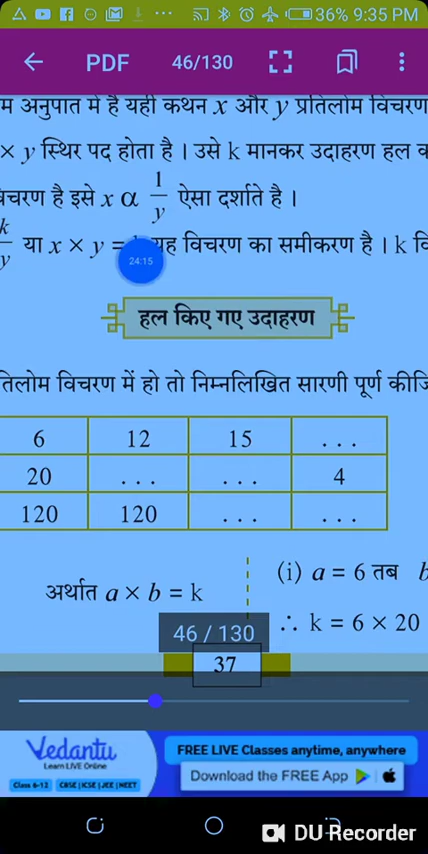 36% 9:35 PM
PDF 46/130
म अनुपात में है यही कथन x और y प्रतिलोम विचरण
× y स्थिर पद होता है । उसे k मानकर उदाहरण हल क
वचरण है इसे x α 1/y ऐसा दर्शाते है ।
k/y या x × y = यह विचरण का समीकरण है । k वि
24:15
हल किए गए उदाहरण
तिलोम विचरण में हो तो निम्नलिखित सारणी पूर्ण कीजि
6 12 15 . . .
20 . . . . . . 4
120 120 . . . . . .
(i) a = 6 तब b
अर्थात a × b = k
∴ k = 6 × 20
46 / 130
37
Vedantu
Learn LIVE Online
Class 6-12 CBSE | ICSE | JEE | NEET
FREE LIVE Classes anytime, anywhere
Download the FREE App
DU Recorder